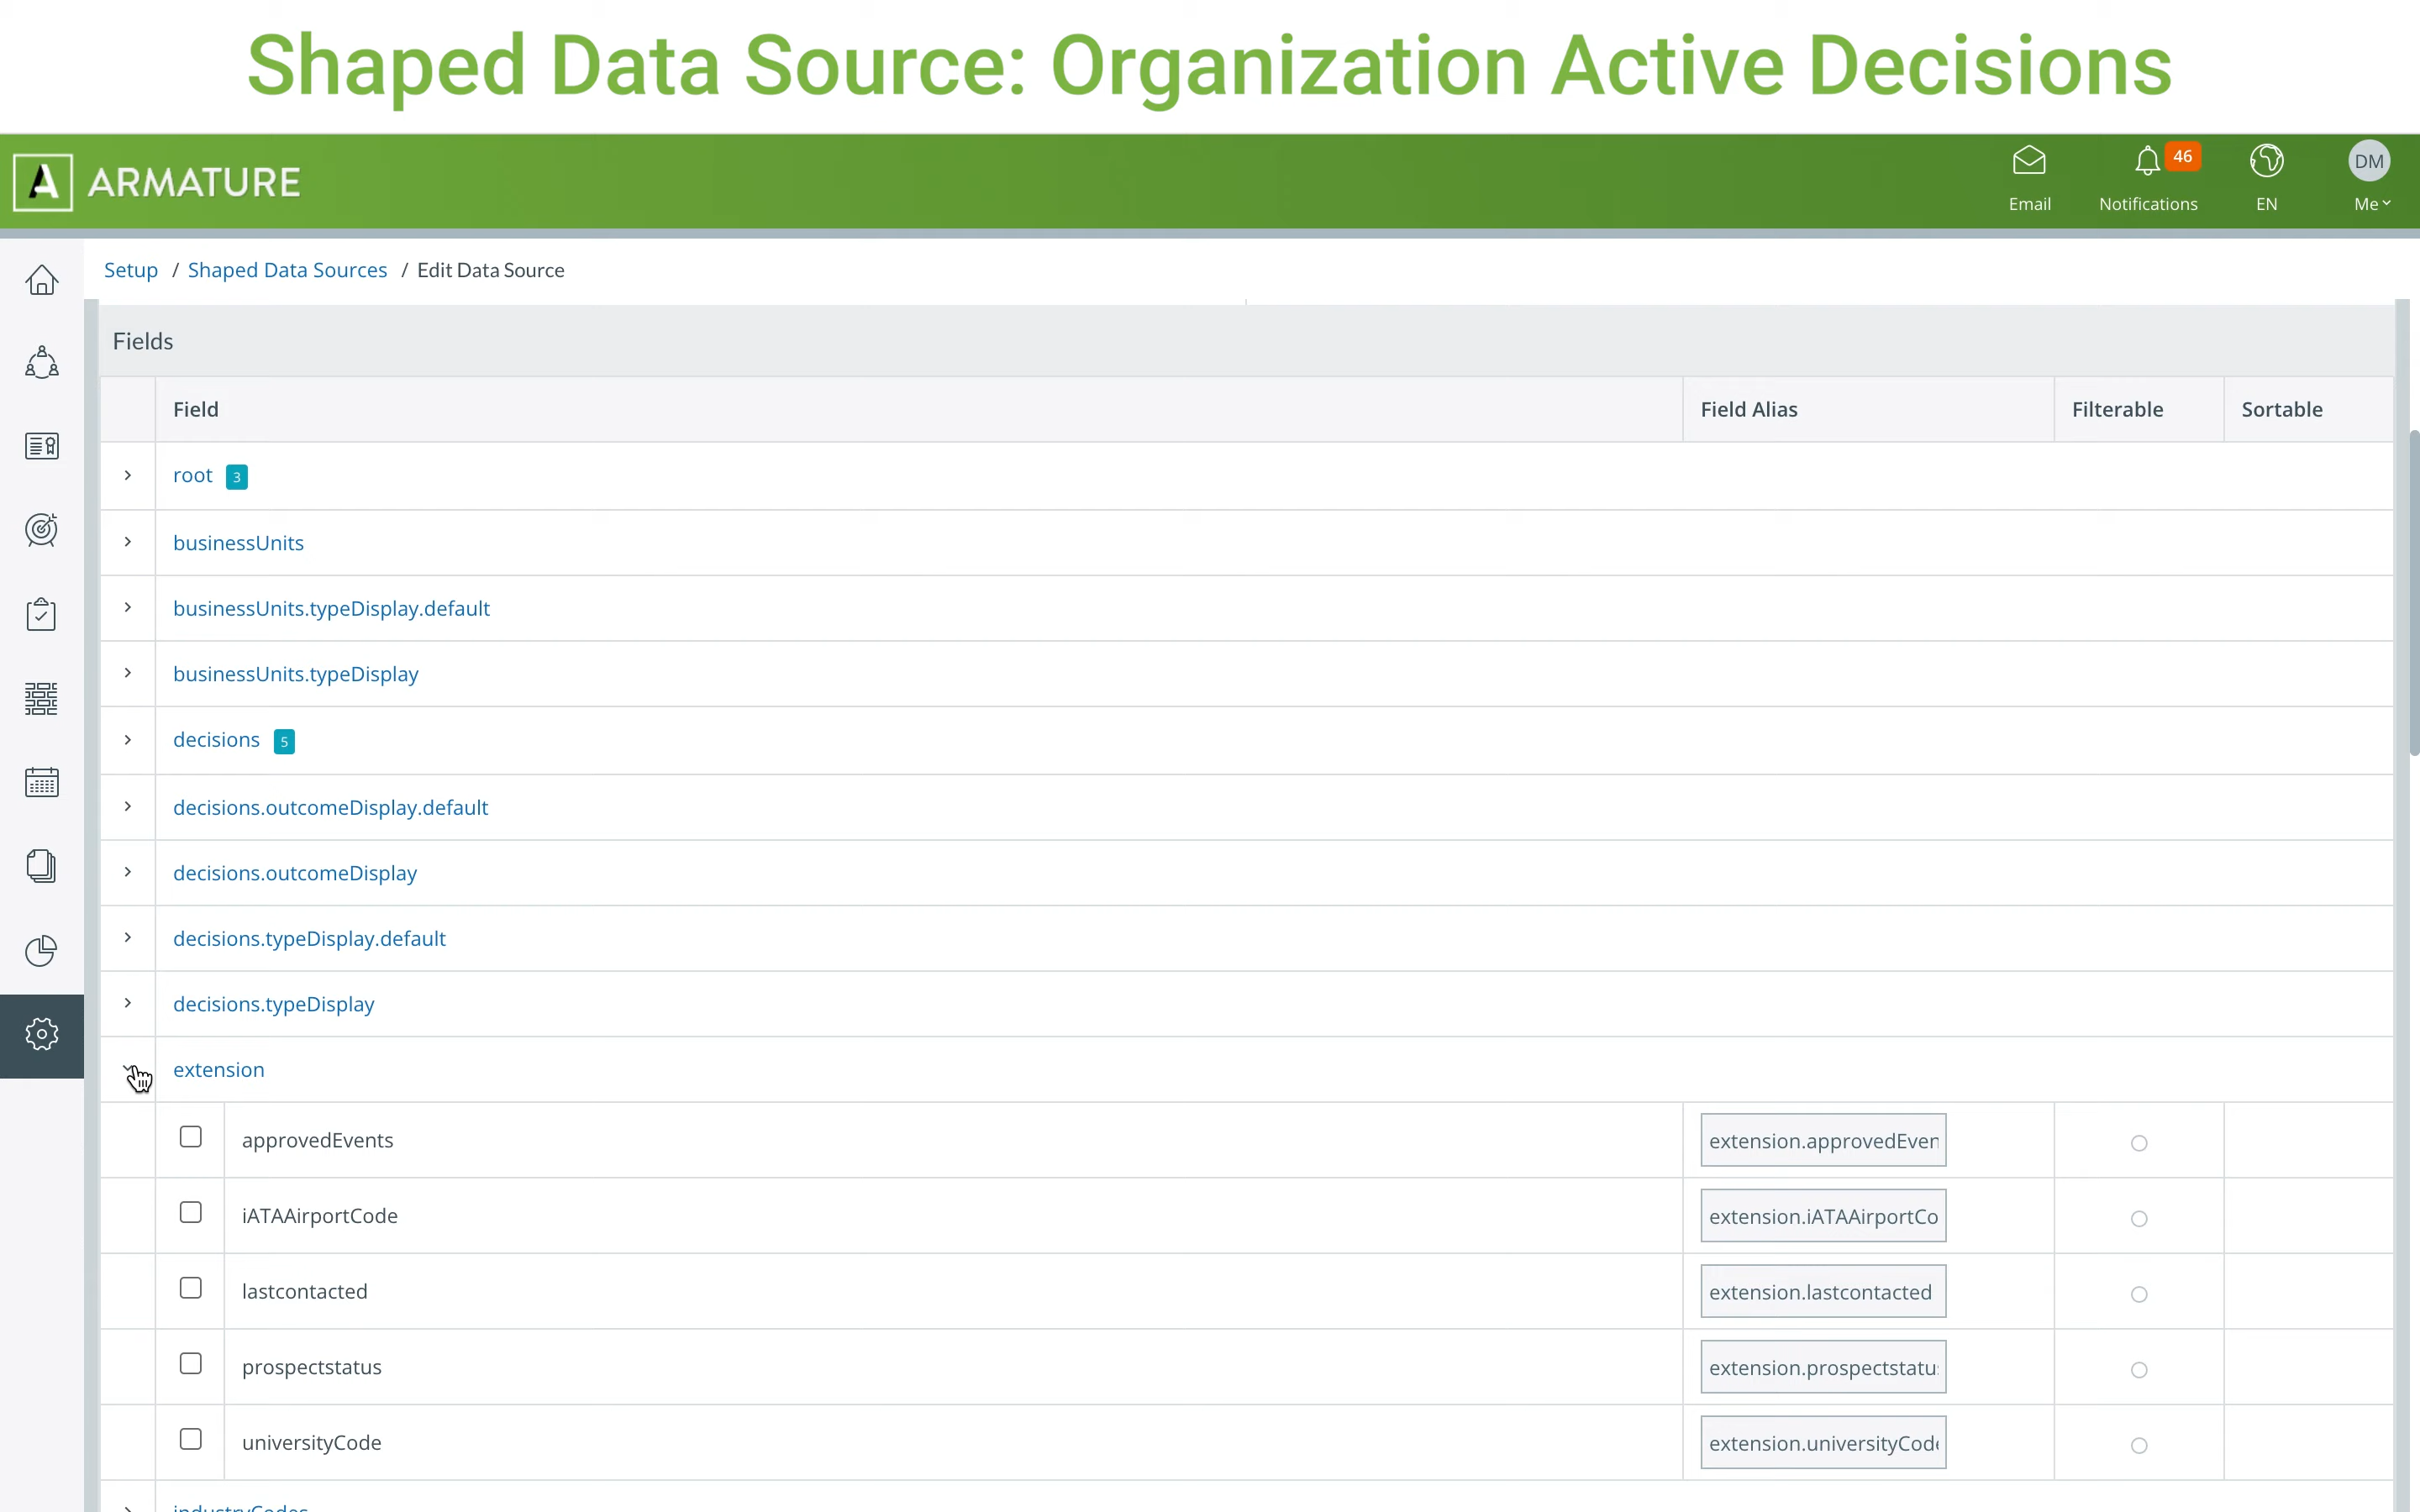 Shaped Data Source: Organization Active Decisions
A ARMATURE
46
DM
Email Notifications EN Me
Setup / Shaped Data Sources / Edit Data Source
Fields
Field Field Alias Filterable Sortable
root 3
businessUnits
businessUnits.typeDisplay.default
businessUnits.typeDisplay
decisions 5
decisions.outcomeDisplay.default
decisions.outcomeDisplay
decisions.typeDisplay.default
decisions.typeDisplay
extension
approvedEvents extension.approvedEven
iATAAirportCode extension.iATAAirportCo
lastcontacted extension.lastcontacted
prospectstatus extension.prospectstatus
universityCode extension.universityCode
industryCodes